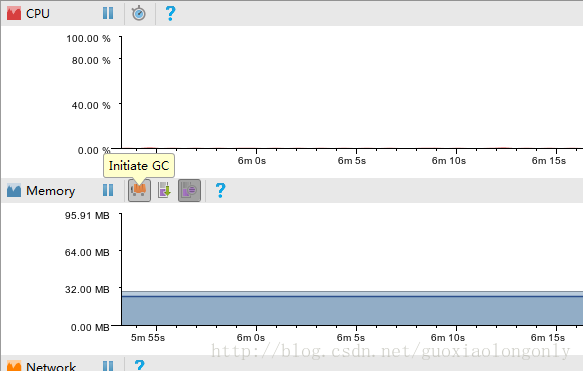 CPU
100.00 %
80.00 %
40.00 %
0.00 %
6m 0s 6m 5s 6m 10s 6m 15s
Initiate GC
Memory
95.91 MB
64.00 MB
32.00 MB
0.00 MB
5m 55s 6m 0s 6m 5s 6m 10s 6m 15s
http://blog.csdn.net/guoxiaolongonly
Network